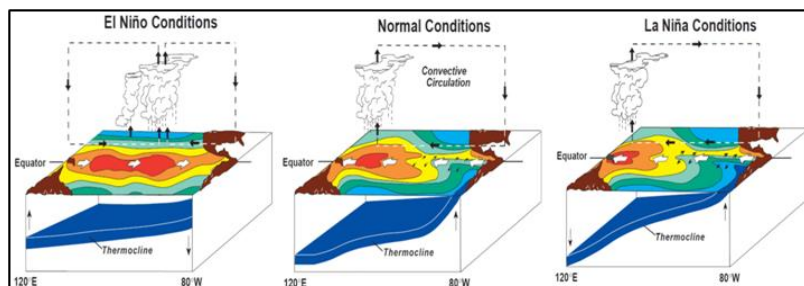 El Niño Conditions
Normal Conditions
La Niña Conditions
Convective
Circulation
Equator
Equator
Equator
Thermocline
Thermocline
Thermocline
120°E
80°W
120°E
80°W
120°E
80°W